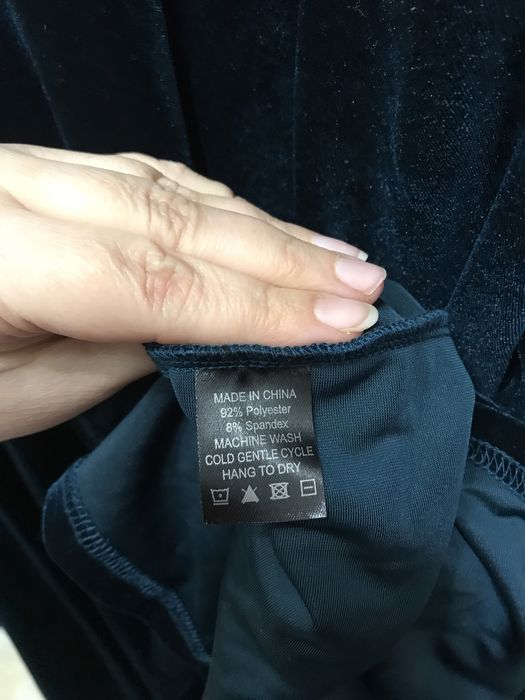 MADE IN CHINA
92% Polyester
8% Spandex
MACHINE WASH
COLD GENTLE CYCLE
HANG TO DRY